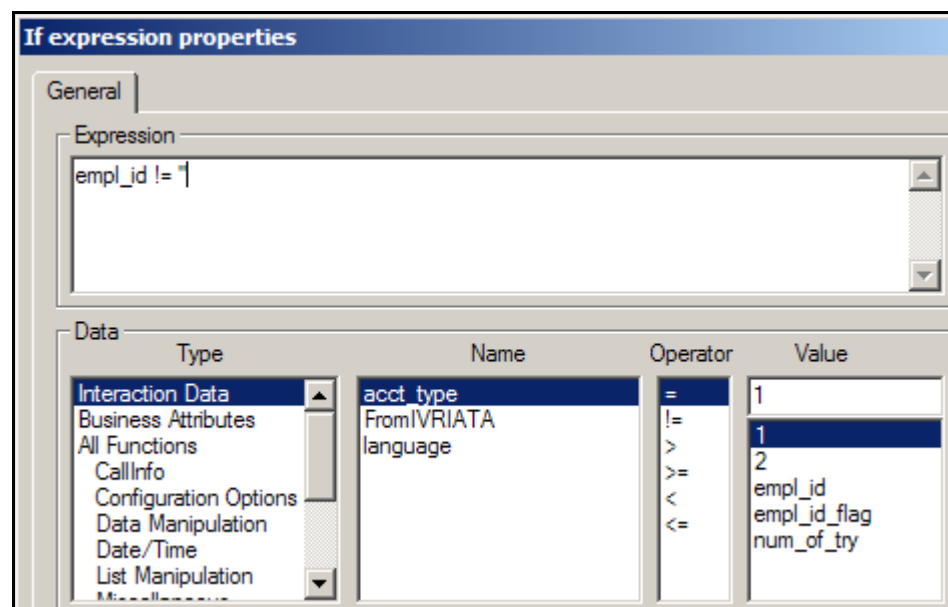 If expression properties
General
Expression
empl_id != ''
Data
Type Name Operator Value
Interaction Data acct_type = 1
Business Attributes FromIVRIATA != 1
All Functions language > 2
CallInfo >= empl_id
Configuration Options < empl_id_flag
Data Manipulation <= num_of_try
Date/Time
List Manipulation